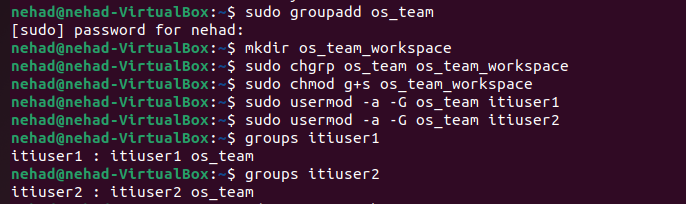 nehad@nehad-VirtualBox:~$ sudo groupadd os_team
[sudo] password for nehad:
nehad@nehad-VirtualBox:~$ mkdir os_team_workspace
nehad@nehad-VirtualBox:~$ sudo chgrp os_team os_team_workspace
nehad@nehad-VirtualBox:~$ sudo chmod g+s os_team_workspace
nehad@nehad-VirtualBox:~$ sudo usermod -a -G os_team itiuser1
nehad@nehad-VirtualBox:~$ sudo usermod -a -G os_team itiuser2
nehad@nehad-VirtualBox:~$ groups itiuser1
itiuser1 : itiuser1 os_team
nehad@nehad-VirtualBox:~$ groups itiuser2
itiuser2 : itiuser2 os_team